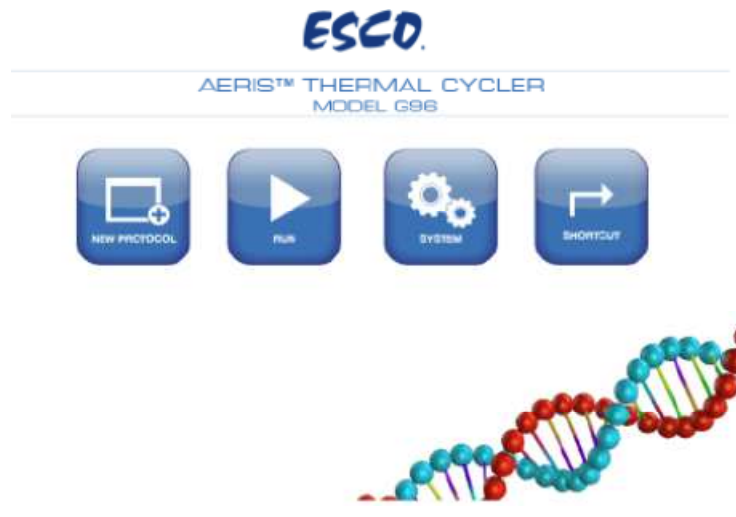 ESCO.
AERIS™ THERMAL CYCLER
MODEL G96
NEW PROTOCOL
RUN
SYSTEM
SHORTCUT